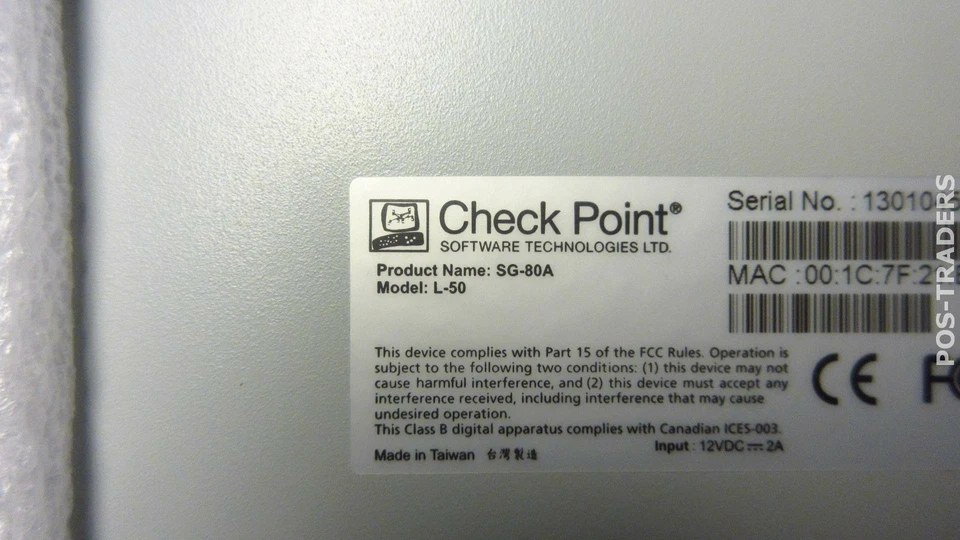 Check Point®
SOFTWARE TECHNOLOGIES LTD.
Product Name: SG-80A
Model: L-50
Serial No. :
MAC :00:1C:7F:
This device complies with Part 15 of the FCC Rules. Operation is
subject to the following two conditions: (1) this device may not
cause harmful interference, and (2) this device must accept any
interference received, including interference that may cause
undesired operation.
This Class B digital apparatus complies with Canadian ICES-003.
Input : 12VDC⎓2A
Made in Taiwan 台灣製造
CE
POS-TRADERS